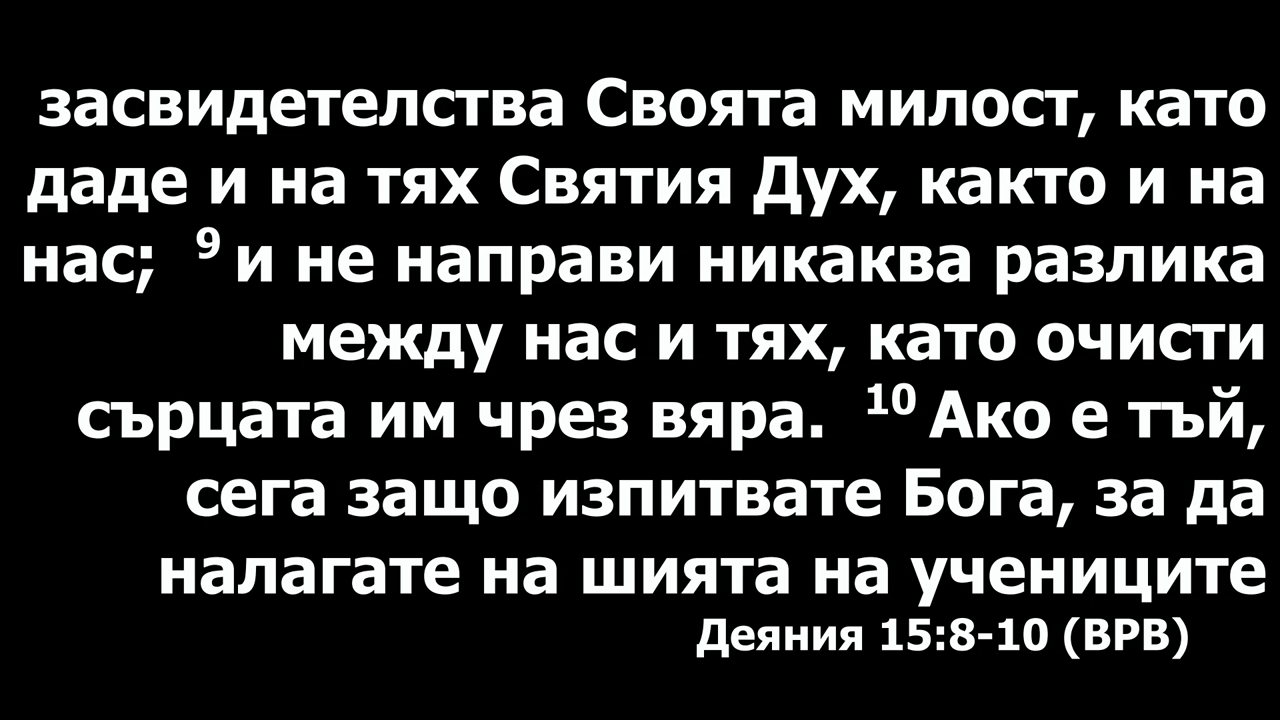 засвидетелства Своята милост, като
даде и на тях Святия Дух, както и на
нас; 9 и не направи никаква разлика
между нас и тях, като очисти
сърцата им чрез вяра. 10 Ако е тъй,
сега защо изпитвате Бога, за да
налагате на шията на учениците
Деяния 15:8-10 (ВРВ)